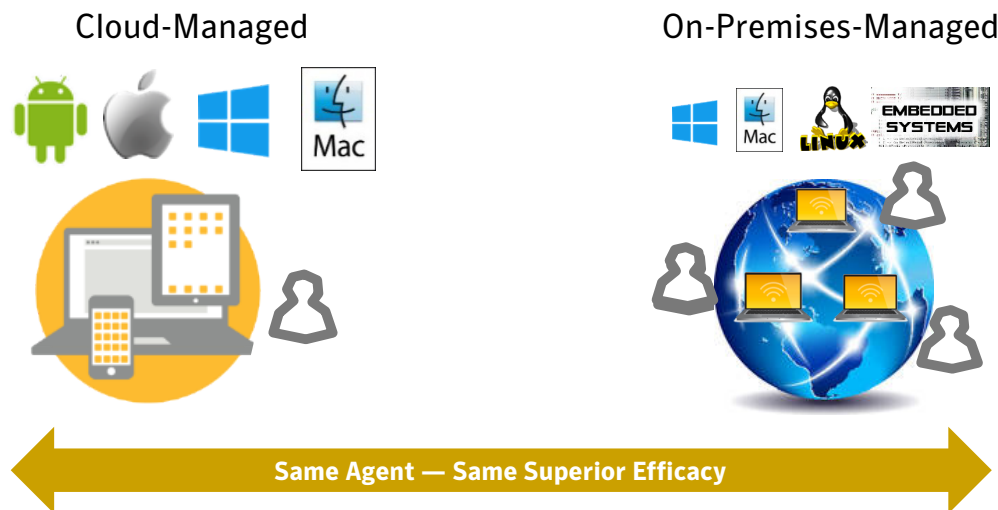 Cloud-Managed
On-Premises-Managed
Mac
Mac
LINUX
EMBEDDED
SYSTEMS
Same Agent — Same Superior Efficacy